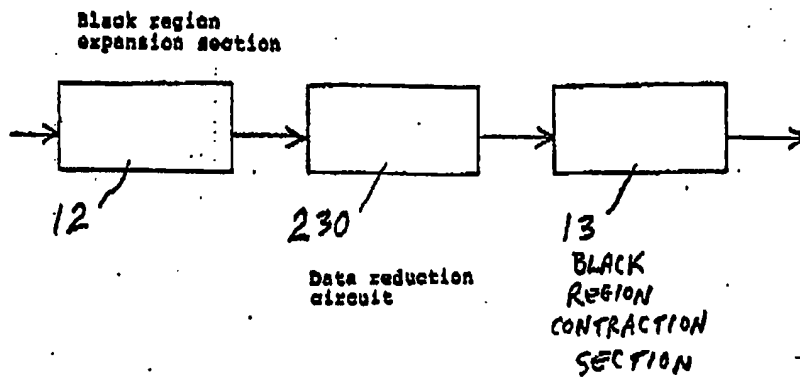 Black region
expansion section
12
230
13
Data reduction
circuit
BLACK
REGION
CONTRACTION
SECTION